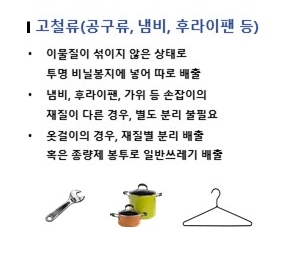 고철류(공구류, 냄비, 후라이팬 등)
• 이물질이 섞이지 않은 상태로
투명 비닐봉지에 넣어 따로 배출
• 냄비, 후라이팬, 가위 등 손잡이의
재질이 다른 경우, 별도 분리 불필요
• 옷걸이의 경우, 재질별 분리 배출
혹은 종량제 봉투로 일반쓰레기 배출